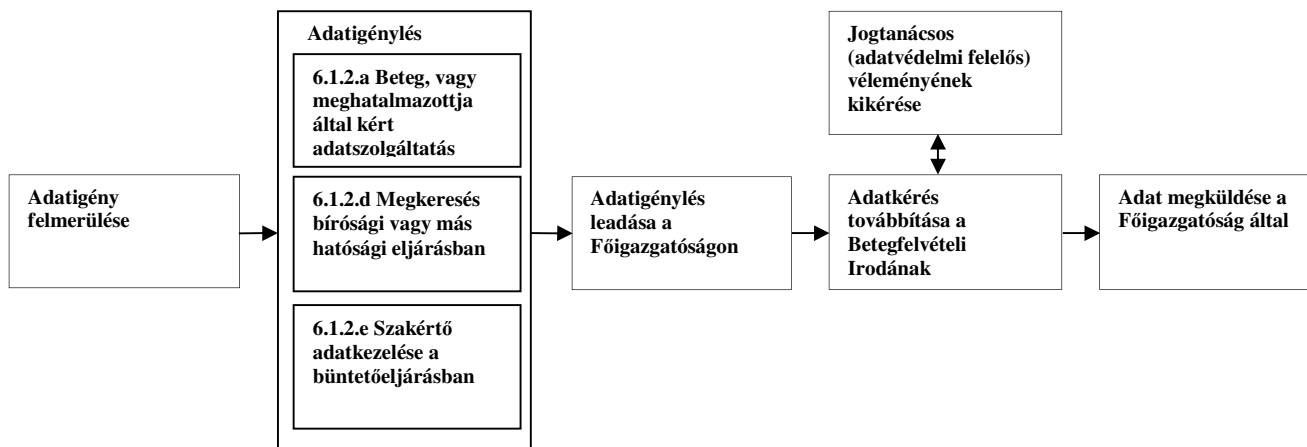 Adatigény
felmerülése
Adatigénylés
6.1.2.a Beteg, vagy
meghatalmazottja
által kért
adatszolgáltatás
6.1.2.d Megkeresés
bírósági vagy más
hatósági eljárásban
6.1.2.e Szakértő
adatkezelése a
büntetőeljárásban
Adatigénylés
leadása a
Főigazgatóságon
Jogtanácsos
(adatvédelmi felelős)
véleményének
kikérése
Adatkérés
továbbítása a
Betegfelvételi
Irodának
Adat megküldése a
Főigazgatóság által